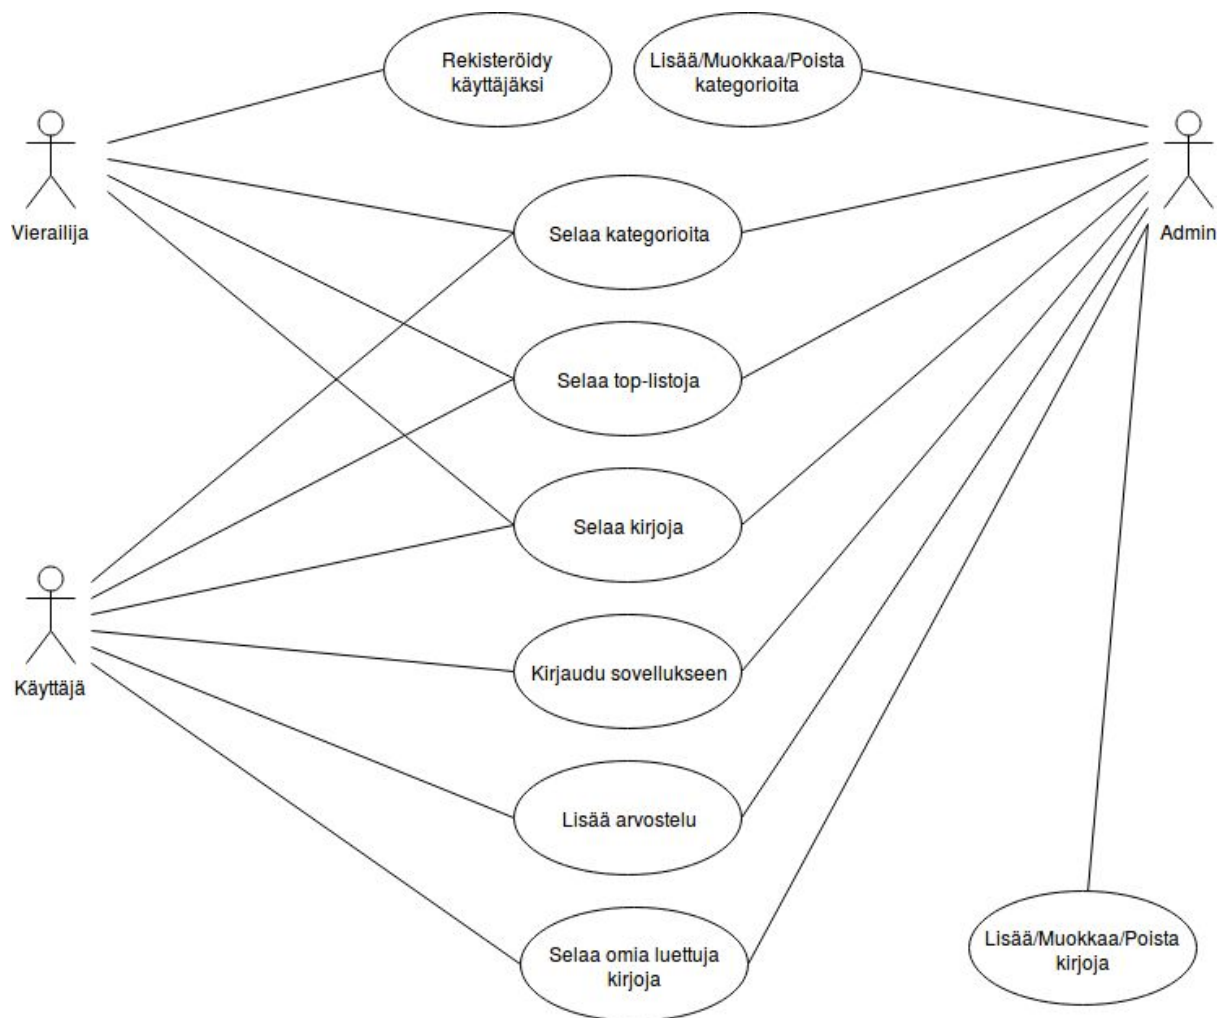 Rekisteröidy
käyttäjäksi
Lisää/Muokkaa/Poista
kategorioita
Vierailija
Selaa kategorioita
Admin
Selaa top-listoja
Selaa kirjoja
Käyttäjä
Kirjaudu sovellukseen
Lisää arvostelu
Selaa omia luettuja
kirjoja
Lisää/Muokkaa/Poista
kirjoja